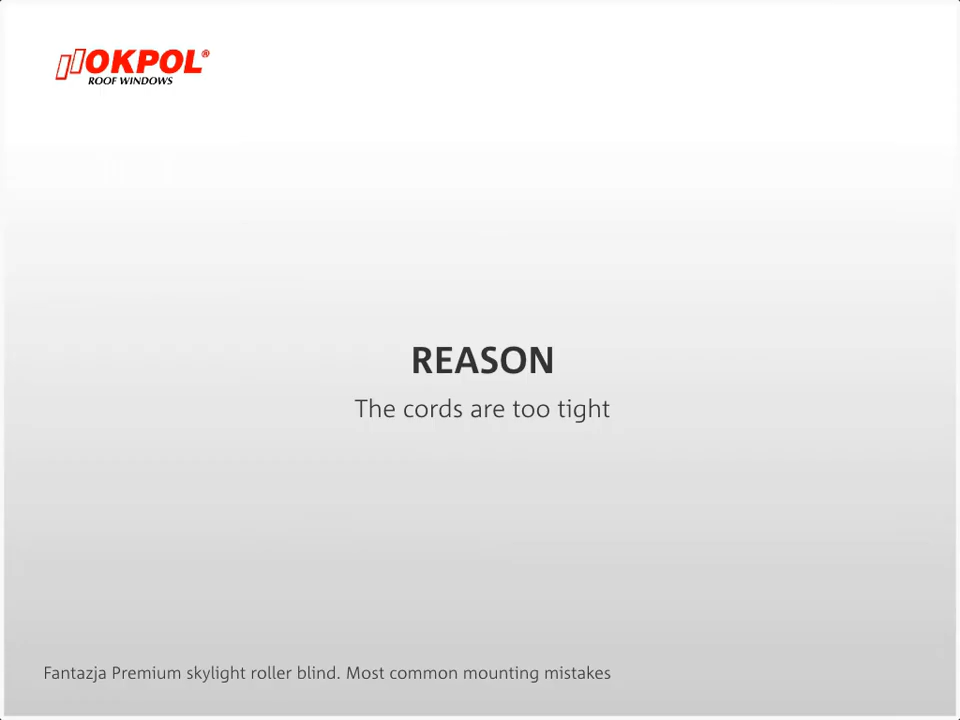 OKPOL®
ROOF WINDOWS
REASON
The cords are too tight
Fantazja Premium skylight roller blind. Most common mounting mistakes